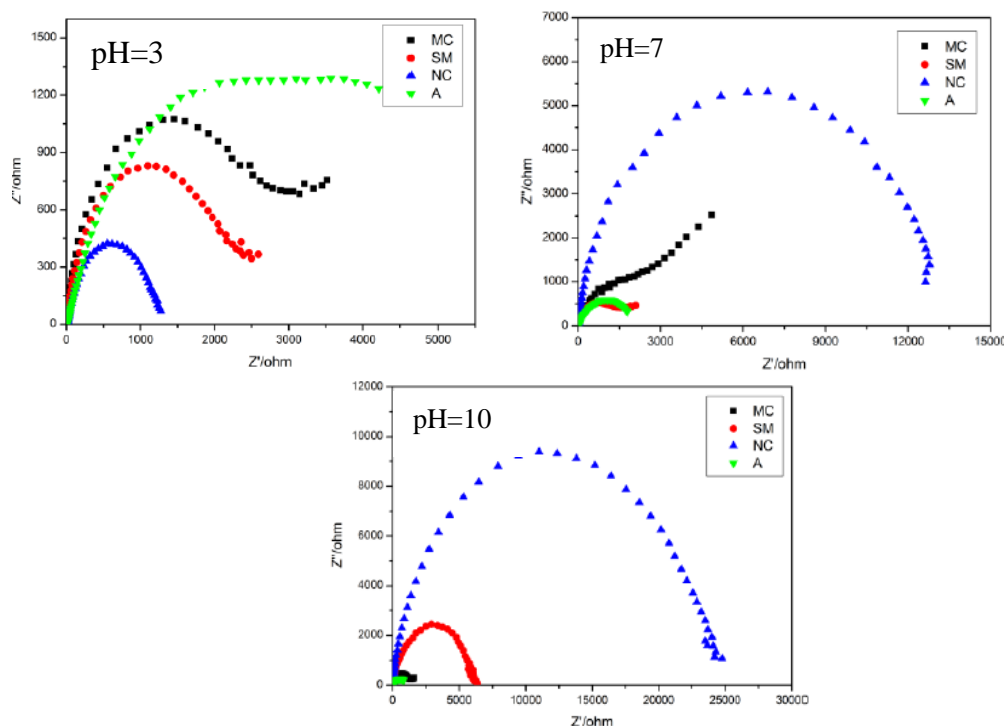 pH=3
MC
SM
NC
A
Z''/ohm
1500
1200
900
600
300
0
0 1000 2000 3000 4000 5000
Z'/ohm
pH=7
MC
SM
NC
A
Z''/ohm
7000
6000
5000
4000
3000
2000
1000
0
0 3000 6000 9000 12000 15000
Z'/ohm
pH=10
MC
SM
NC
A
Z''/ohm
12000
10000
8000
6000
4000
2000
0
0 5000 10000 15000 20000 25000 30000
Z'/ohm